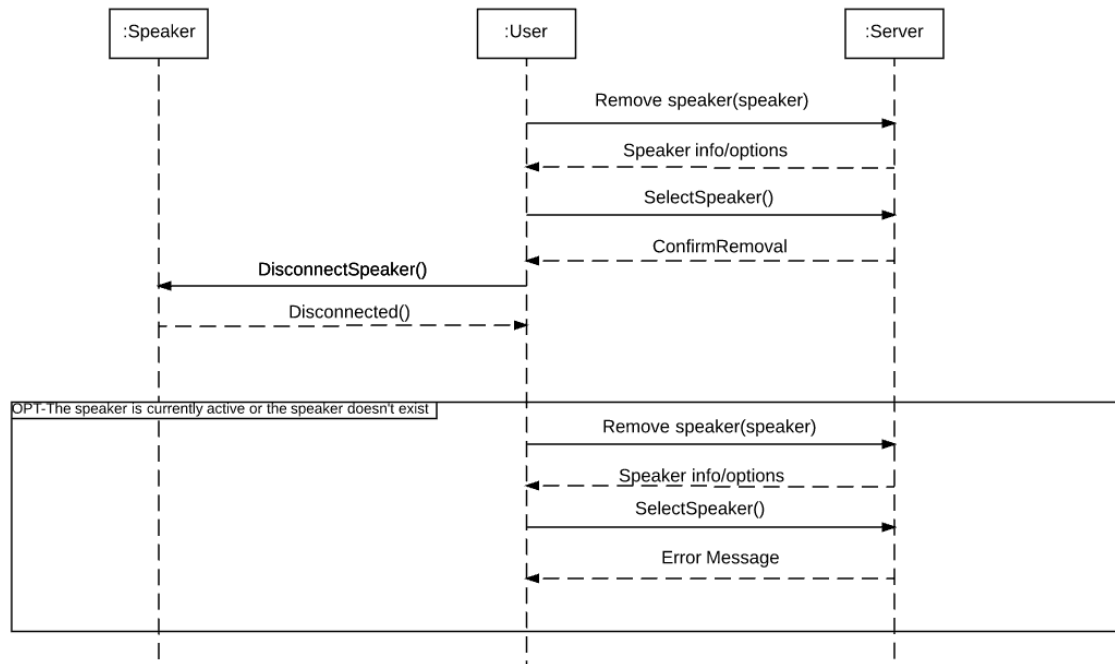 :Speaker
:User
:Server
Remove speaker(speaker)
Speaker info/options
SelectSpeaker()
ConfirmRemoval
DisconnectSpeaker()
Disconnected()
OPT-The speaker is currently active or the speaker doesn't exist
Remove speaker(speaker)
Speaker info/options
SelectSpeaker()
Error Message